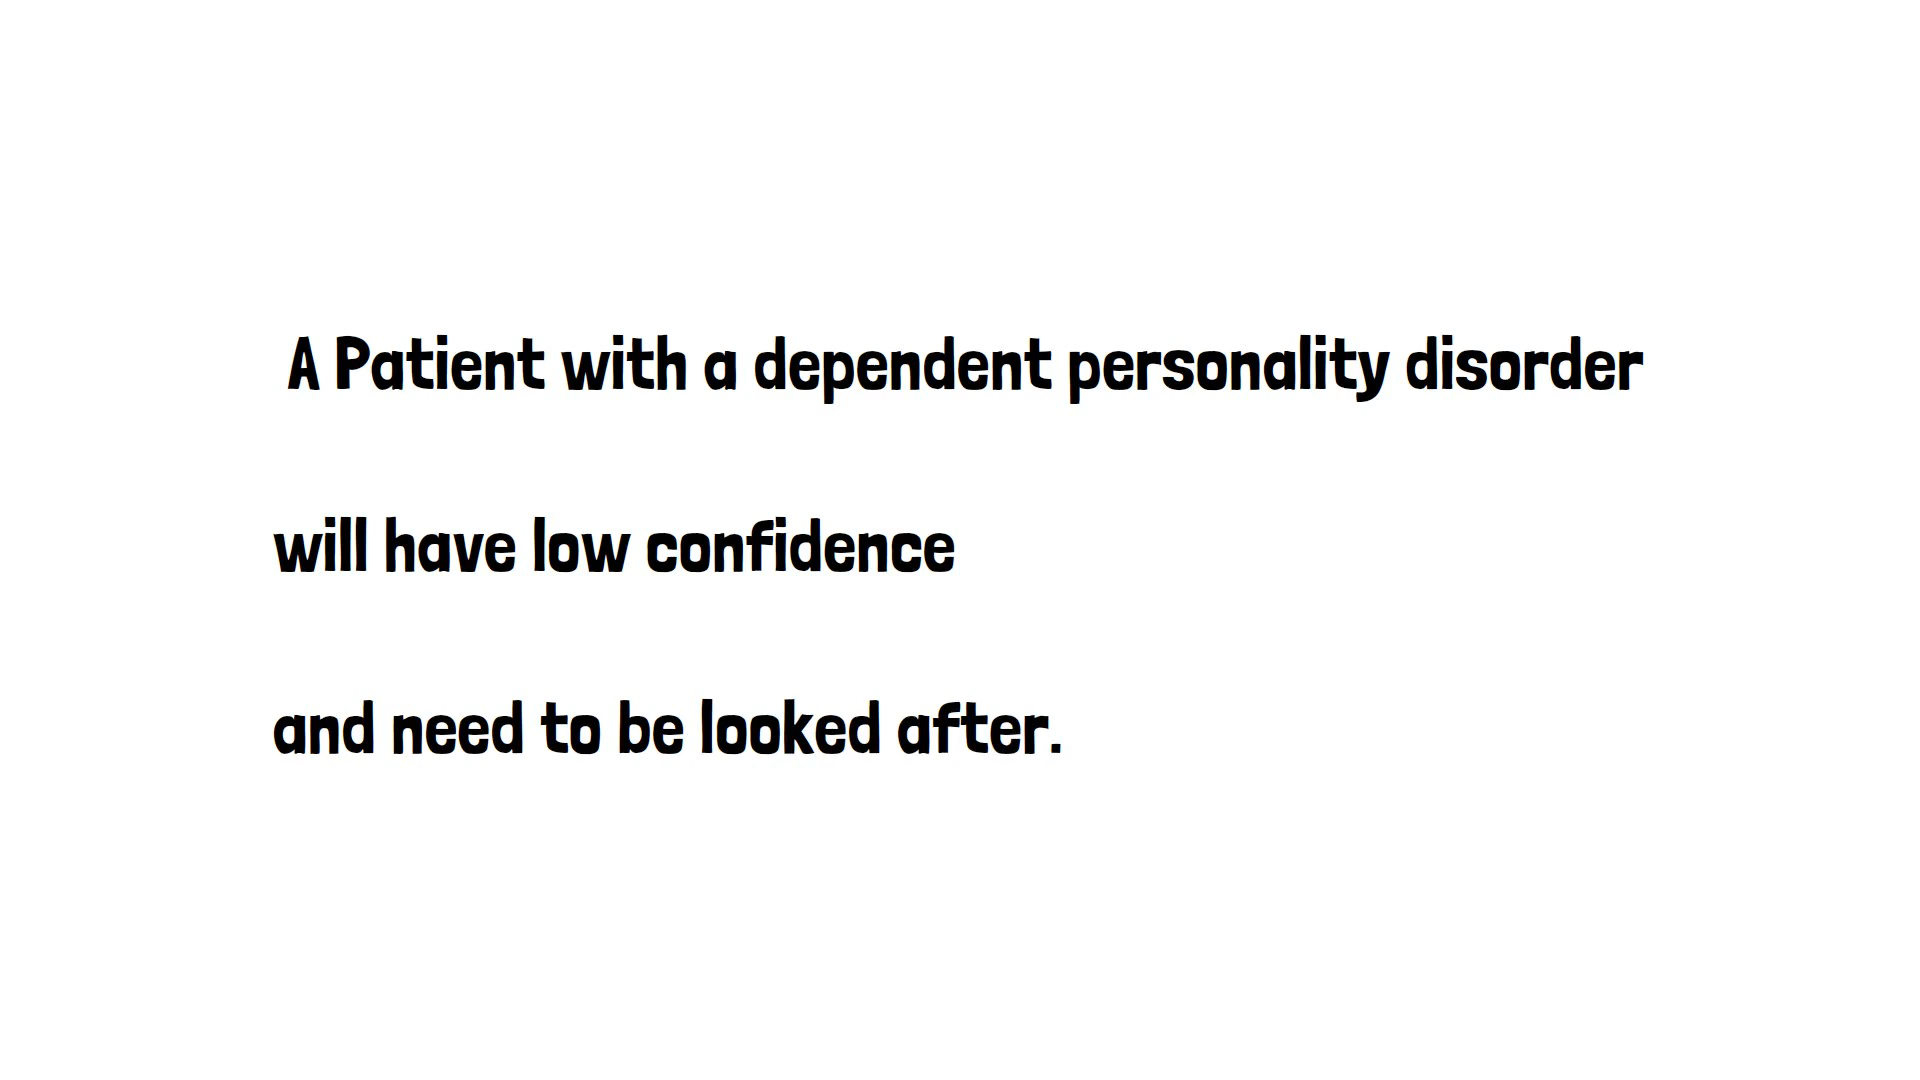 A Patient with a dependent personality disorder
will have low confidence
and need to be looked after.